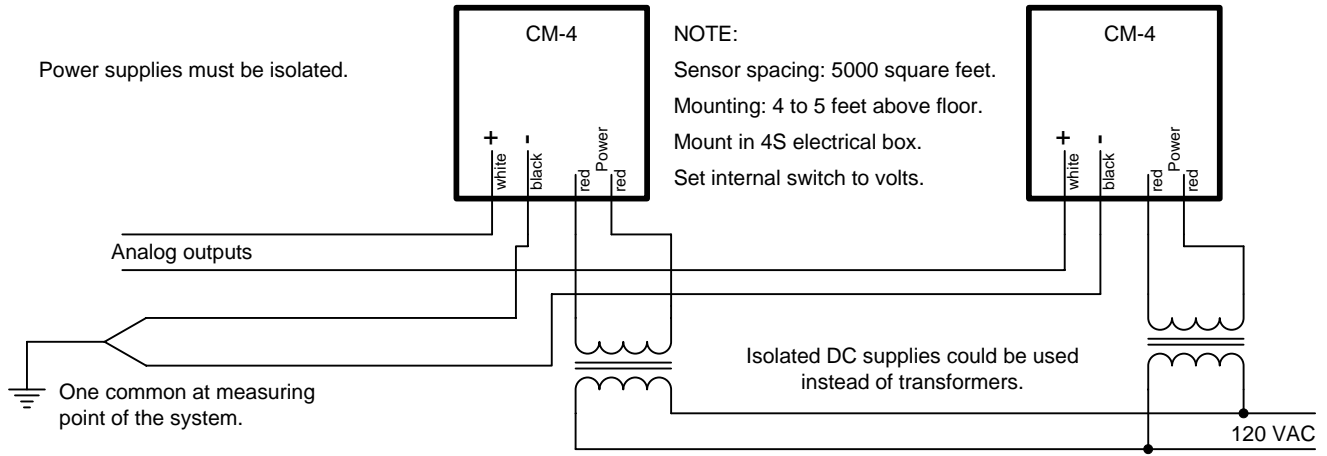 CM-4
NOTE:
CM-4
Power supplies must be isolated.
Sensor spacing: 5000 square feet.
Mounting: 4 to 5 feet above floor.
Mount in 4S electrical box.
Set internal switch to volts.
+
-
white
black
red
Power
red
+
-
white
black
red
Power
red
Analog outputs
Isolated DC supplies could be used
instead of transformers.
One common at measuring
point of the system.
120 VAC